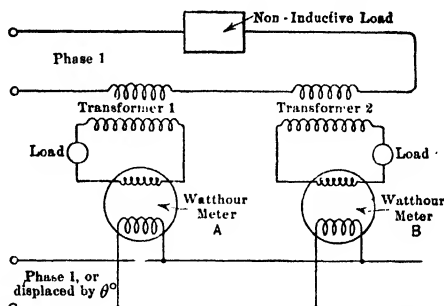 Non-Inductive Load
Phase 1
Transformer 1
Transformer 2
Load
Load
Watthour
Meter
A
Watthour
Meter
B
Phase 1, or
displaced by θ°